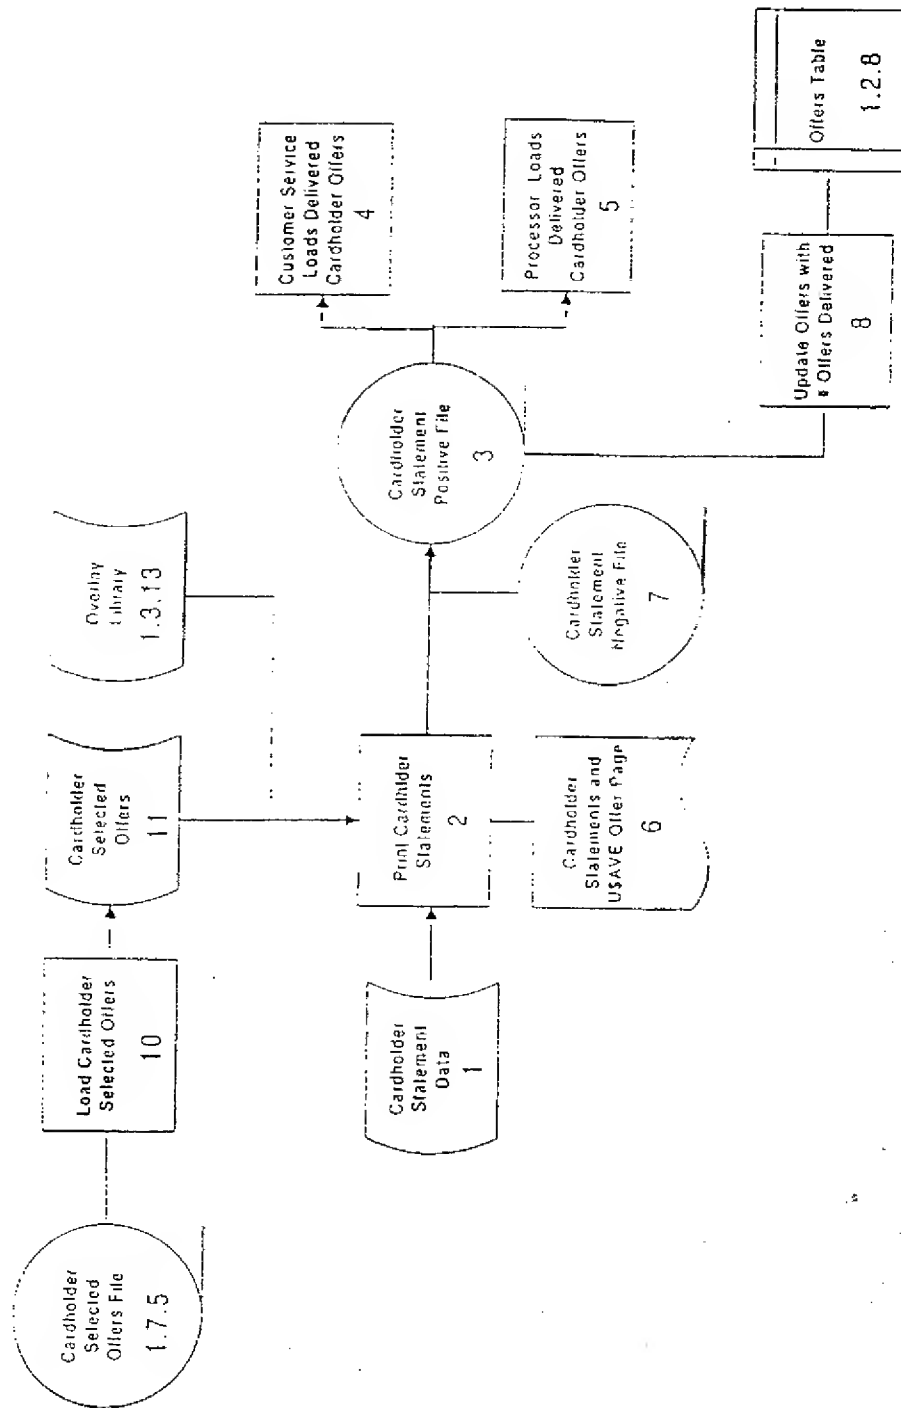 Cardholder
Selected
Offers File
1.7.5
Load Cardholder
Selected Offers
10
Cardholder
Selected
Offers
11
Overlay
Library
1.3.13
Cardholder
Statement
Data
1
Print Cardholder
Statements
2
Cardholder
Statements and
U$AVE Offer Page
6
Cardholder
Statement
Negative File
7
Cardholder
Statement
Positive File
3
Customer Service
Loads Delivered
Cardholder Offers
4
Processor Loads
Delivered
Cardholder Offers
5
Update Offers with
# Offers Delivered
8
Offers Table
1.2.8